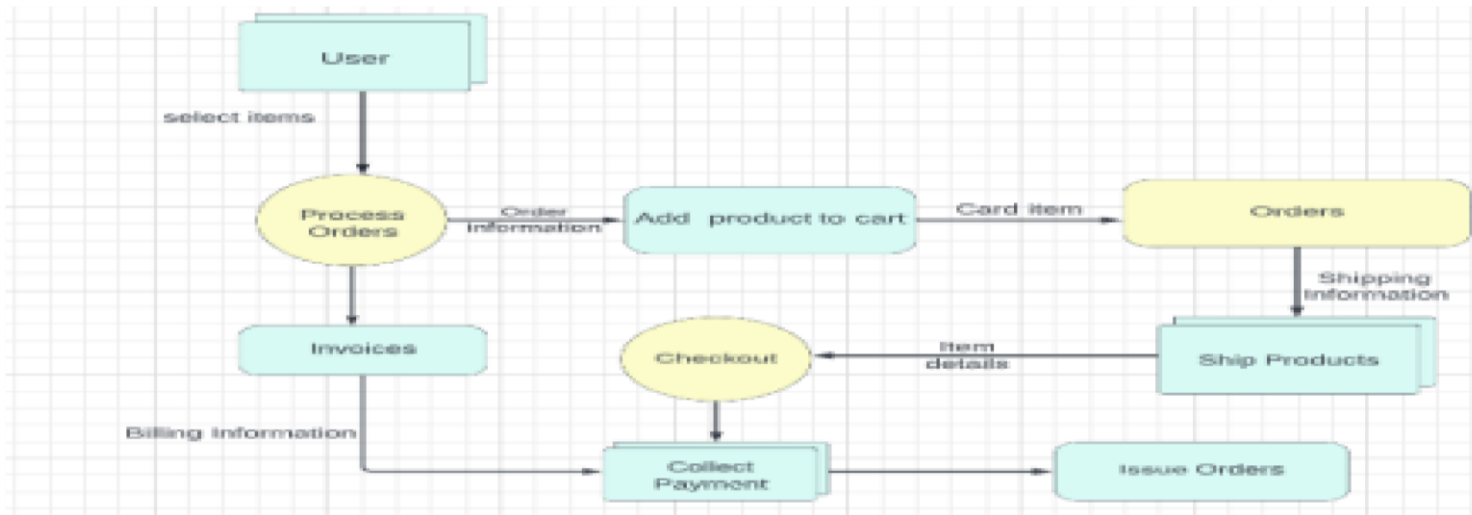 User
select items
Process
Orders
Order
Information
Add product to cart
Card item
Orders
Shipping
Information
Invoices
Checkout
Item
details
Ship Products
Billing Information
Collect
Payment
Issue Orders